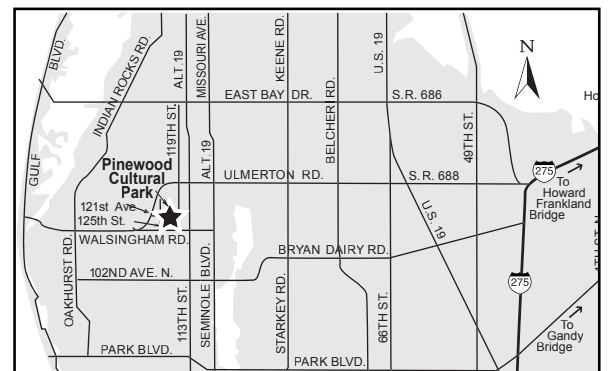 BLVD.
INDIAN ROCKS RD.
ALT.19
MISSOURI AVE.
KEENE RD.
U.S. 19
N
EAST BAY DR.
S.R. 686
BELCHER RD.
119TH ST.
ALT.19
49TH ST.
GULF
Pinewood
Cultural
Park
ULMERTON RD.
S.R. 688
275
To
Howard
Frankland
Bridge
121st Ave
125th St.
WALSINGHAM RD.
U.S. 19
OAKHURST RD.
BRYAN DAIRY RD.
102ND AVE. N.
113TH ST.
SEMINOLE BLVD.
STARKEY RD.
66TH ST.
275
To
Gandy
Bridge
PARK BLVD.
PARK BLVD.